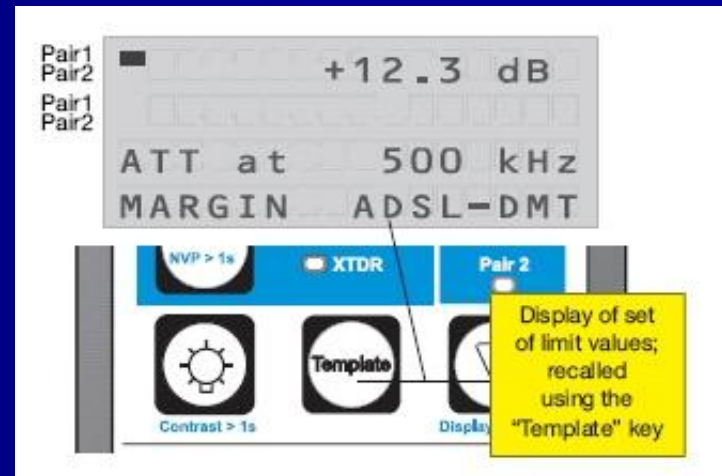 Pair1
Pair2
+12.3 dB
Pair1
Pair2
ATT at 500 kHz
MARGIN ADSL-DMT
NVP > 1s
XTDR
Pair 2
Template
Contrast > 1s
Display
Display of set
of limit values;
recalled
using the
"Template" key